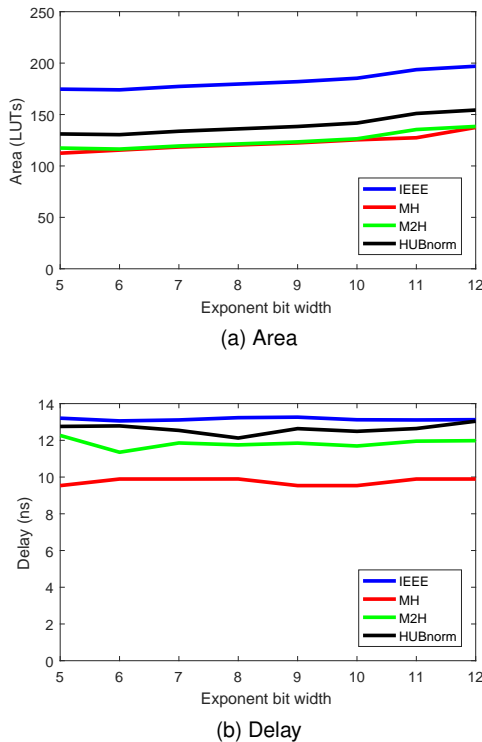 250
200
150
100
50
0
Area (LUTs)
IEEE
MH
M2H
HUBnorm
5 6 7 8 9 10 11 12
Exponent bit width
(a) Area
14
12
10
8
6
4
2
0
Delay (ns)
IEEE
MH
M2H
HUBnorm
5 6 7 8 9 10 11 12
Exponent bit width
(b) Delay